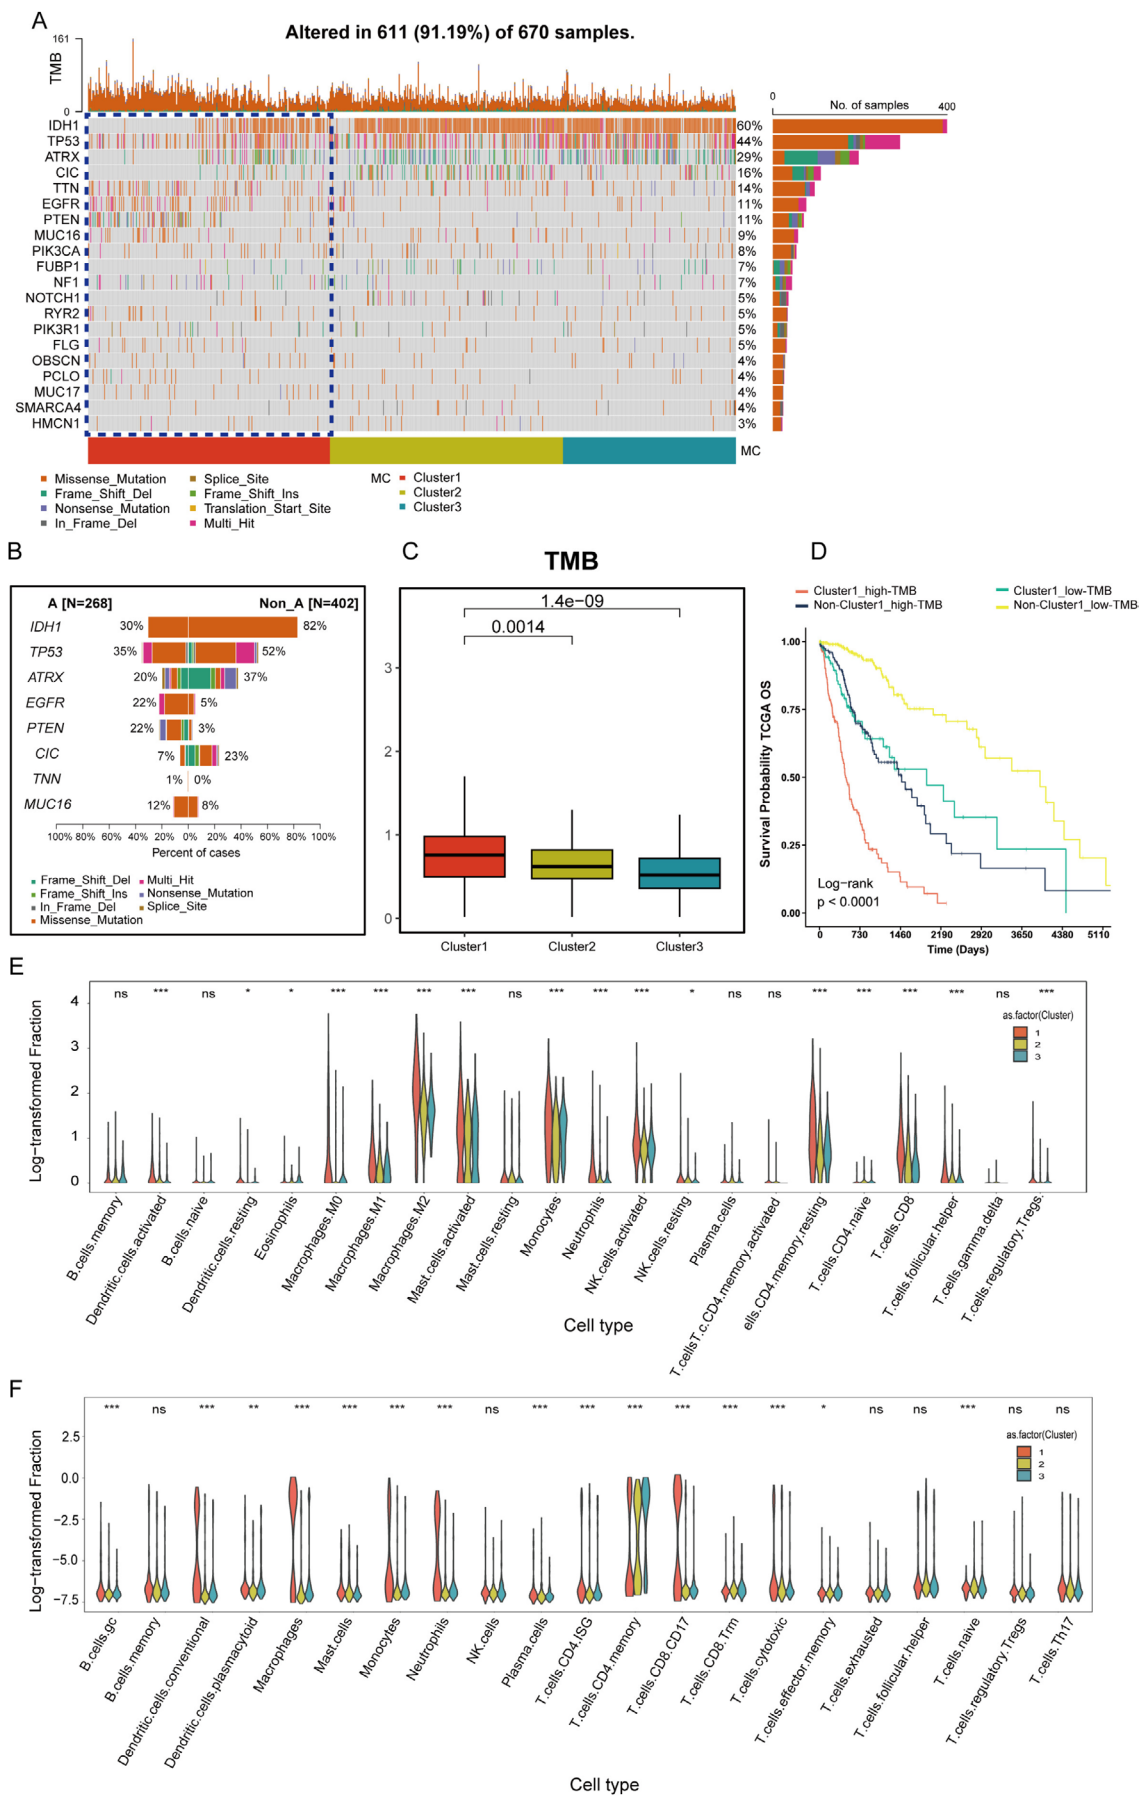 A
Altered in 611 (91.19%) of 670 samples.
161
TMB
0
0
No. of samples
400
IDH1 60%
TP53 44%
ATRX 29%
CIC 16%
TTN 14%
EGFR 11%
PTEN 11%
MUC16 9%
PIK3CA 8%
FUBP1 7%
NF1 7%
NOTCH1 5%
RYR2 5%
PIK3R1 5%
FLG 5%
OBSCN 4%
PCLO 4%
MUC17 4%
SMARCA4 4%
HMCN1 3%
MC
Missense_Mutation Splice_Site MC Cluster1
Frame_Shift_Del Frame_Shift_Ins Cluster2
Nonsense_Mutation Translation_Start_Site Cluster3
In_Frame_Del Multi_Hit
B
A [N=268] Non_A [N=402]
IDH1 30% 82%
TP53 35% 52%
ATRX 20% 37%
EGFR 22% 5%
PTEN 22% 3%
CIC 7% 23%
TNN 1% 0%
MUC16 12% 8%
100% 80% 60% 40% 20% 0% 20% 40% 60% 80% 100%
Percent of cases
Frame_Shift_Del Multi_Hit
Frame_Shift_Ins Nonsense_Mutation
In_Frame_Del Splice_Site
Missense_Mutation
C
TMB
1.4e−09
0.0014
3
2
1
0
Cluster1 Cluster2 Cluster3
D
Cluster1_high-TMB Cluster1_low-TMB
Non-Cluster1_high-TMB Non-Cluster1_low-TMB
Survival Probability TCGA OS
1.00
0.75
0.50
0.25
0.00
Log−rank
p < 0.0001
0 730 1460 2190 2920 3650 4380 5110
Time (Days)
E
Log−transformed Fraction
4
3
2
1
0
ns *** ns * * *** *** *** *** ns *** *** *** * ns ns *** *** *** *** ns ***
as.factor(Cluster)
1
2
3
B.cells.memory
Dendritic.cells.activated
B.cells.naive
Dendritic.cells.resting
Eosinophils
Macrophages.M0
Macrophages.M1
Macrophages.M2
Mast.cells.activated
Mast.cells.resting
Monocytes
Neutrophils
NK.cells.activated
NK.cells.resting
Plasma.cells
T.cellsT.c.CD4.memory.activated
ells.CD4.memory.resting
T.cells.CD4.naive
T.cells.CD8
T.cells.follicular.helper
T.cells.gamma.delta
T.cells.regulatory.Tregs.
Cell type
F
Log−transformed Fraction
2.5
0.0
−2.5
−5.0
−7.5
*** ns *** ** *** *** *** *** ns *** *** *** *** *** *** * ns ns *** ns ns
as.factor(Cluster)
1
2
3
B.cells.gc
B.cells.memory
Dendritic.cells.conventional
Dendritic.cells.plasmacytoid
Macrophages
Mast.cells
Monocytes
Neutrophils
NK.cells
Plasma.cells
T.cells.CD4.ISG
T.cells.CD4.memory
T.cells.CD8.CD17
T.cells.CD8.Trm
T.cells.cytotoxic
T.cells.effector.memory
T.cells.exhausted
T.cells.follicular.helper
T.cells.naive
T.cells.regulatory.Tregs
T.cells.Th17
Cell type